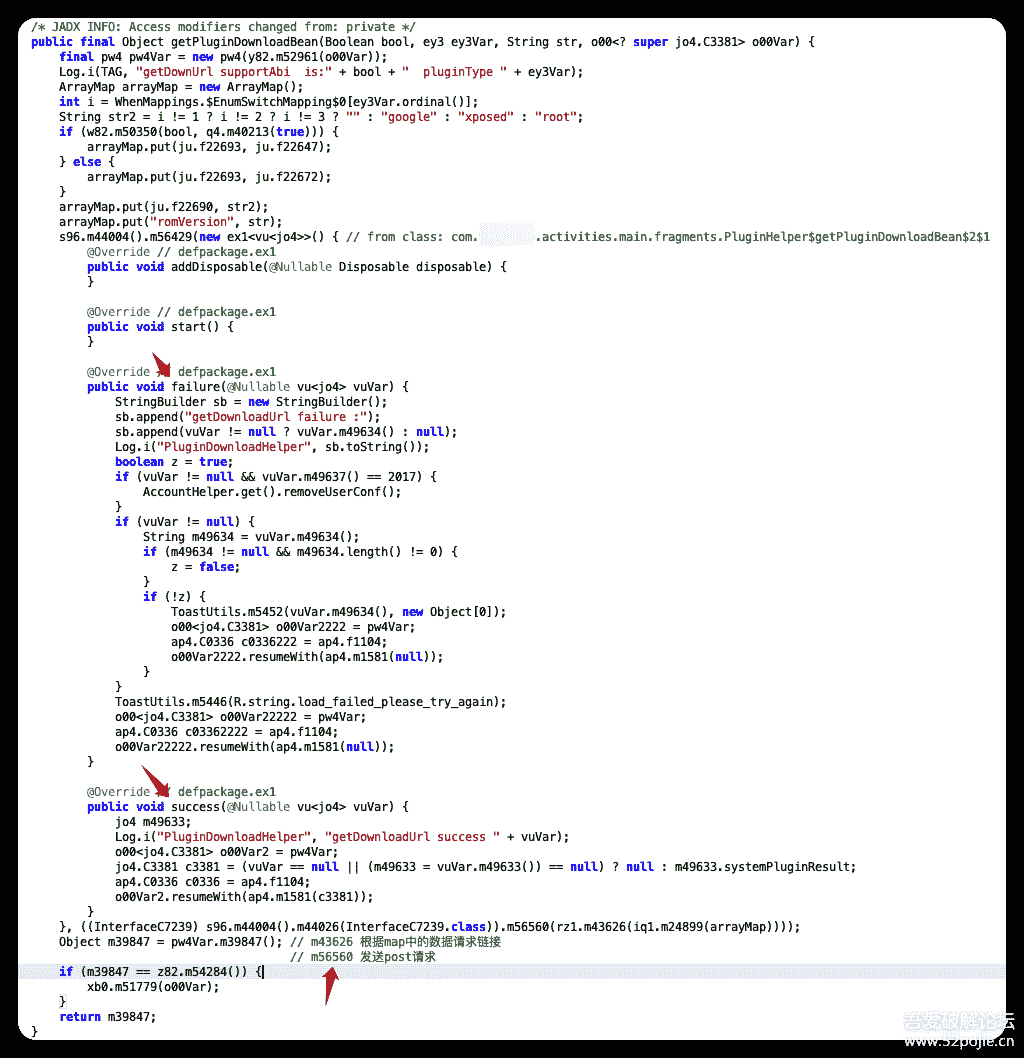 /* JADX INFO: Access modifiers changed from: private */
public final Object getPluginDownloadBean(Boolean bool, ey3 ey3Var, String str, o00<? super jo4.C3381> o00Var) {
    final pw4 pw4Var = new pw4(y82.m52961(o00Var));
    Log.i(TAG, "getDownUrl supportAbi  is:" + bool + "  pluginType " + ey3Var);
    ArrayMap arrayMap = new ArrayMap();
    int i = WhenMappings.$EnumSwitchMapping$0[ey3Var.ordinal()];
    String str2 = i != 1 ? i != 2 ? i != 3 ? "" : "google" : "xposed" : "root";
    if (w82.m50350(bool, q4.m40213(true))) {
        arrayMap.put(ju.f22693, ju.f22647);
    } else {
        arrayMap.put(ju.f22693, ju.f22672);
    }
    arrayMap.put(ju.f22690, str2);
    arrayMap.put("romVersion", str);
    s96.m44004().m56429(new ex1<vu<jo4>>() { // from class: com. .activities.main.fragments.PluginHelper$getPluginDownloadBean$2$1
        @Override // defpackage.ex1
        public void addDisposable(@Nullable Disposable disposable) {
        }
        @Override // defpackage.ex1
        public void start() {
        }
        @Override // defpackage.ex1
        public void failure(@Nullable vu<jo4> vuVar) {
            StringBuilder sb = new StringBuilder();
            sb.append("getDownloadUrl failure :");
            sb.append(vuVar != null ? vuVar.m49634() : null);
            Log.i("PluginDownloadHelper", sb.toString());
            boolean z = true;
            if (vuVar != null && vuVar.m49637() == 2017) {
                AccountHelper.get().removeUserConf();
            }
            if (vuVar != null) {
                String m49634 = vuVar.m49634();
                if (m49634 != null && m49634.length() != 0) {
                    z = false;
                }
                if (!z) {
                    ToastUtils.m5452(vuVar.m49634(), new Object[0]);
                    o00<jo4.C3381> o00Var2222 = pw4Var;
                    ap4.C0336 c0336222 = ap4.f1104;
                    o00Var2222.resumeWith(ap4.m1581(null));
                }
            }
            ToastUtils.m5446(R.string.load_failed_please_try_again);
            o00<jo4.C3381> o00Var22222 = pw4Var;
            ap4.C0336 c03362222 = ap4.f1104;
            o00Var22222.resumeWith(ap4.m1581(null));
        }
        @Override // defpackage.ex1
        public void success(@Nullable vu<jo4> vuVar) {
            jo4 m49633;
            Log.i("PluginDownloadHelper", "getDownloadUrl success " + vuVar);
            o00<jo4.C3381> o00Var2 = pw4Var;
            jo4.C3381 c3381 = (vuVar == null || (m49633 = vuVar.m49633()) == null) ? null : m49633.systemPluginResult;
            ap4.C0336 c0336 = ap4.f1104;
            o00Var2.resumeWith(ap4.m1581(c3381));
        }
    }, ((InterfaceC7239) s96.m44004().m44026(InterfaceC7239.class)).m56560(rz1.m43626(iq1.m24899(arrayMap))));
    Object m39847 = pw4Var.m39847(); // m43626 根据map中的数据请求链接
                                     // m56560 发送post请求
    if (m39847 == z82.m54284()) {
        xb0.m51779(o00Var);
    }
    return m39847;
}
吾爱破解论坛
www.52pojie.cn